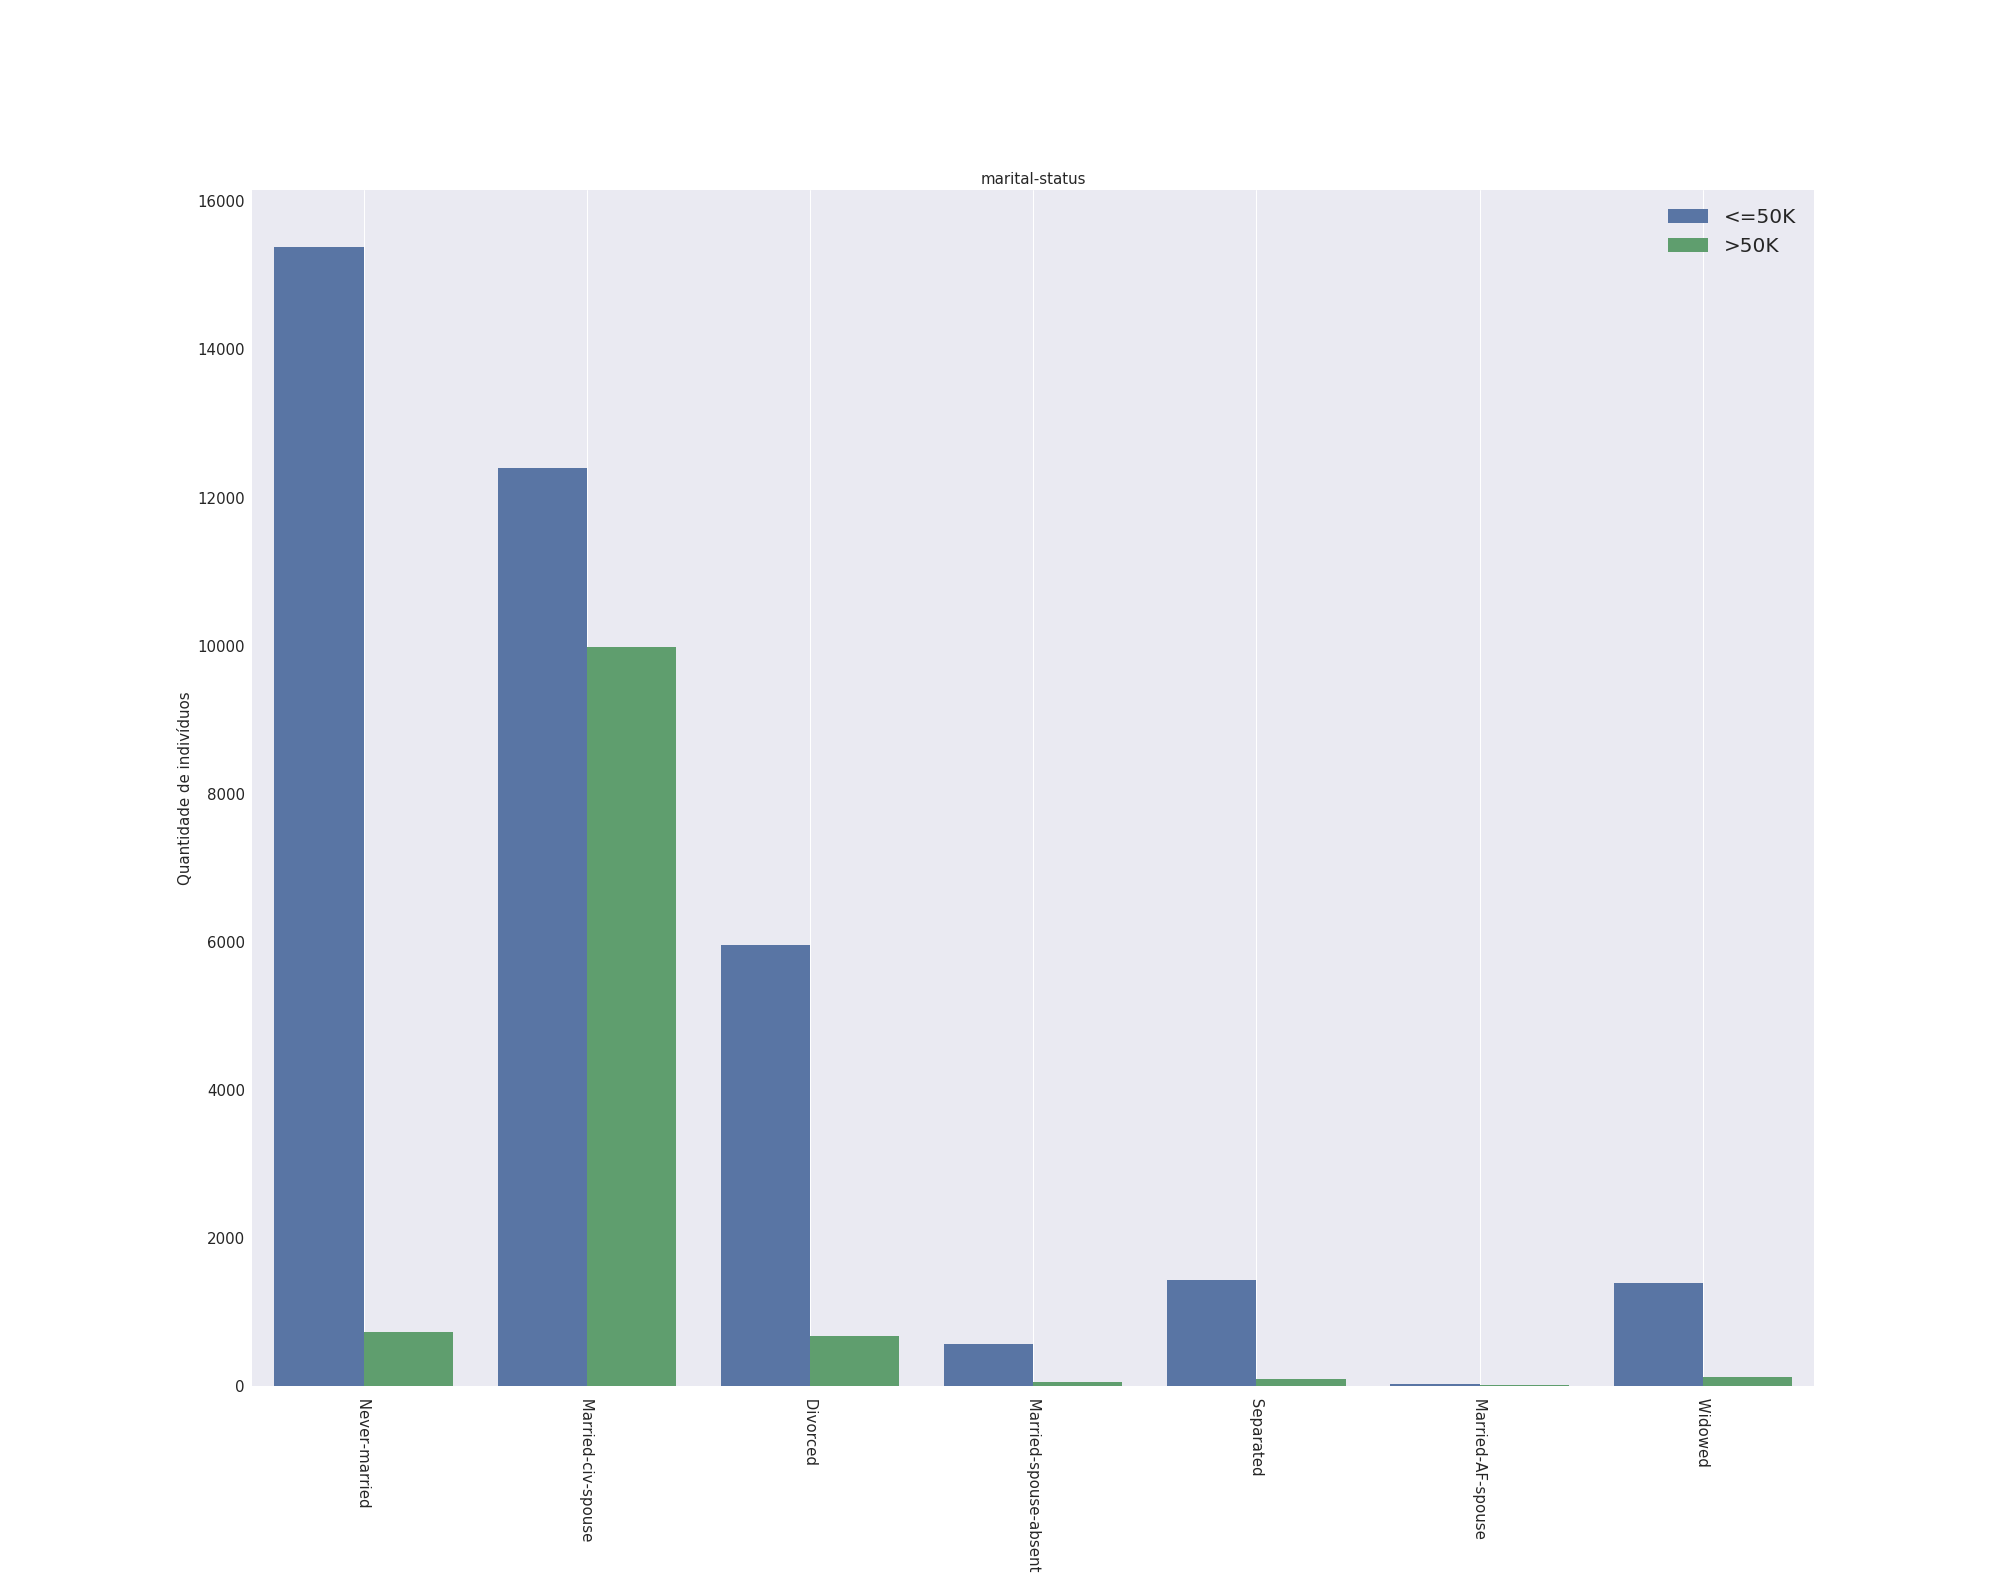 marital-status
<=50K
>50K
16000
14000
12000
10000
8000
6000
4000
2000
0
Quantidade de indivíduos
Never-married
Married-civ-spouse
Divorced
Married-spouse-absent
Separated
Married-AF-spouse
Widowed